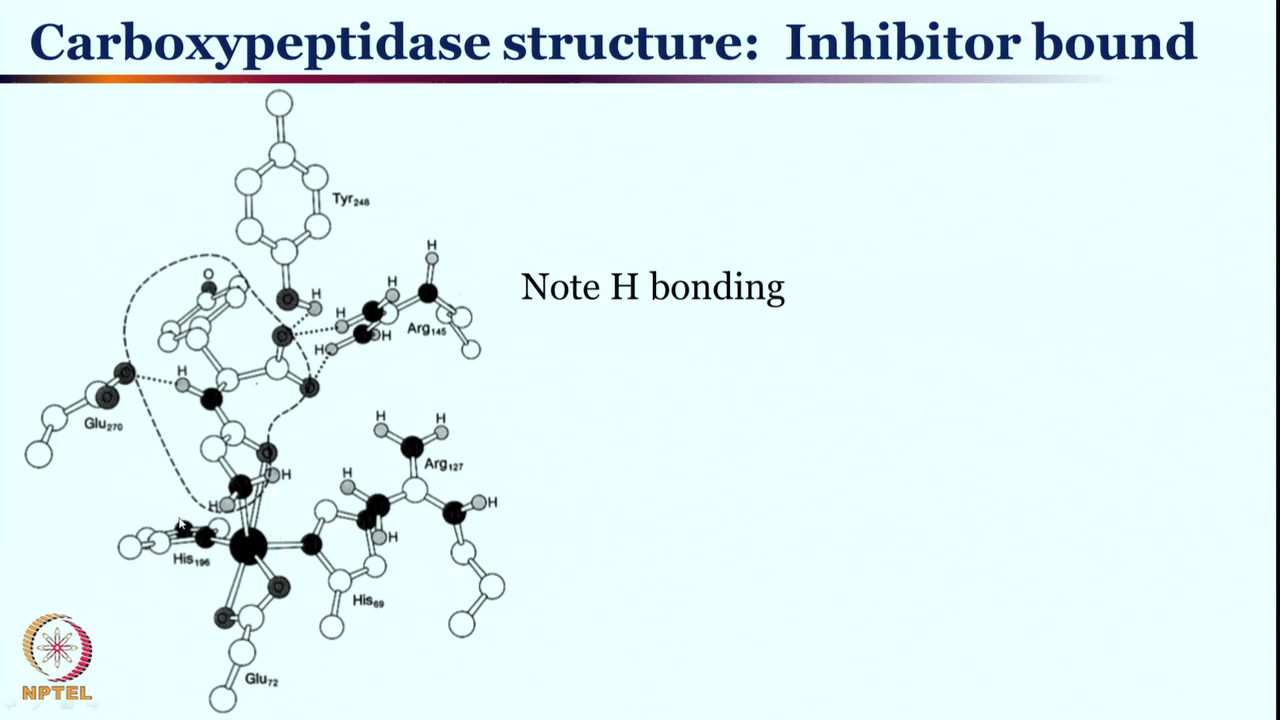 Carboxypeptidase structure: Inhibitor bound
Tyr248
H
H
H
H
O
Arg145
H
H
H
Note H bonding
Glu270
H
H
Arg127
H
H
H
H
H
His196
His69
Glu72
NPTEL